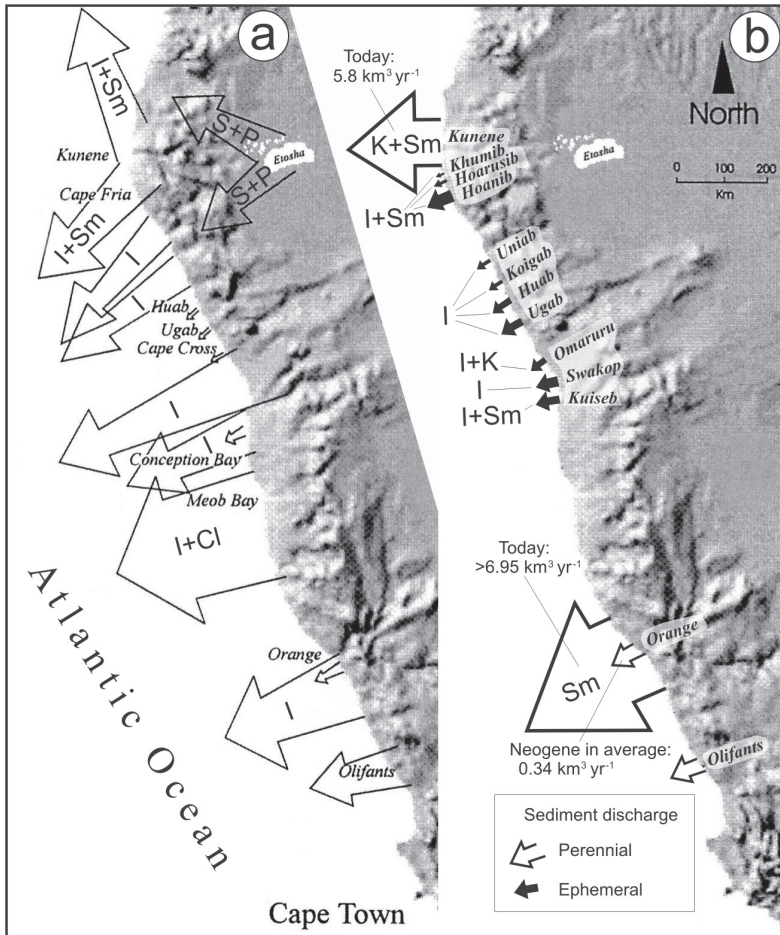 a
I+Sm
S+P
Etosha
S+P
Kunene
Cape Fria
I+Sm
I
I
Huab
Ugab
Cape Cross
I
I
Conception Bay
Meob Bay
I+Cl
Atlantic Ocean
Orange
I
Olifants
Cape Town
b
Today:
5.8 km³ yr⁻¹
North
K+Sm
Kunene
Khumib
Hoarusib
Hoanib
Etosha
0 100 200
Km
I+Sm
Uniab
Koigab
Huab
Ugab
I
Omaruru
I+K
Swakop
I
Kuiseb
I+Sm
Today:
>6.95 km³ yr⁻¹
Orange
Sm
Neogene in average:
0.34 km³ yr⁻¹
Olifants
Sediment discharge
Perennial
Ephemeral